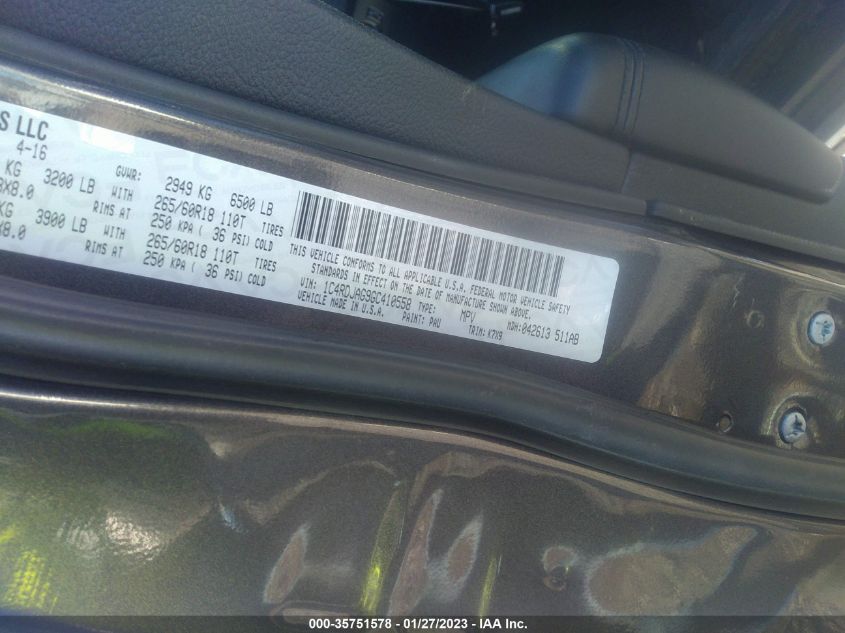 S LLC
4-16
GVWR: 2949 KG 6500 LB
KG 3200 LB WITH 265/60R18 110T TIRES
X8.0 RIMS AT 250 KPA ( 36 PSI) COLD
KG 3900 LB WITH 265/60R18 110T TIRES
X8.0 RIMS AT 250 KPA ( 36 PSI) COLD
THIS VEHICLE CONFORMS TO ALL APPLICABLE U.S.A. FEDERAL MOTOR VEHICLE SAFETY
STANDARDS IN EFFECT ON THE DATE OF MANUFACTURE SHOWN ABOVE.
VIN: 1C4RDJAG9GC410558 TYPE: MPV MDH:042613 511AB
VEHICLE MADE IN U.S.A. PAINT: PAU TRIM: K7X9
000-35751578 — 01/27/2023 — IAA Inc.